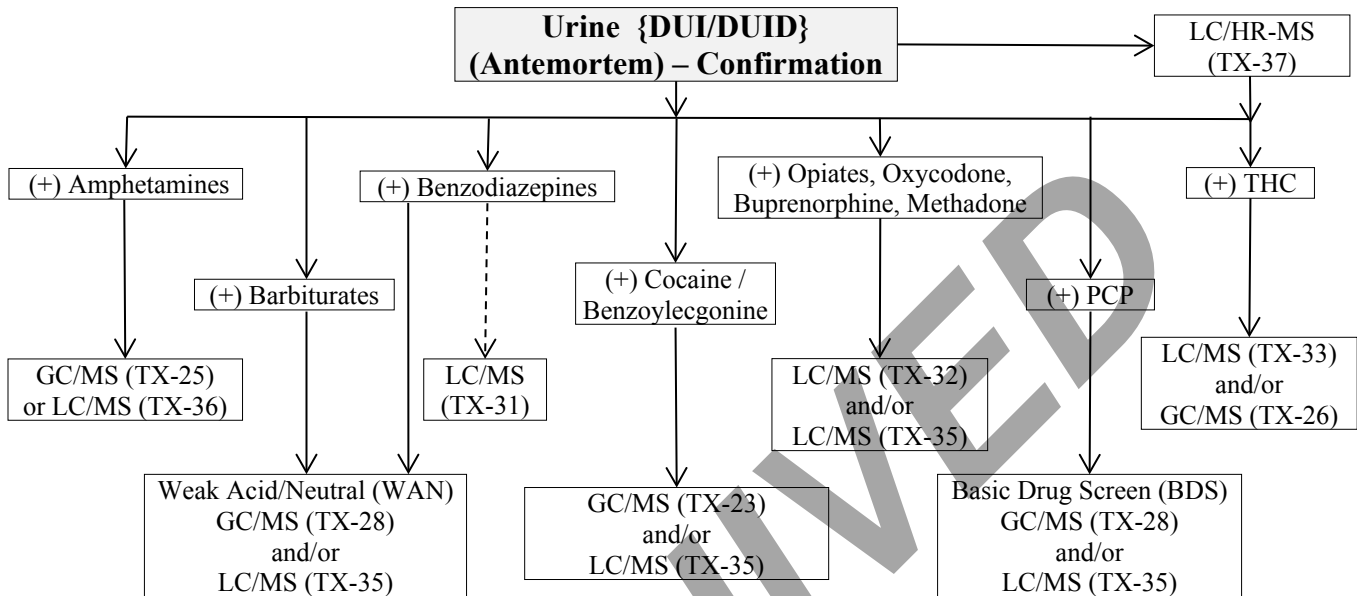 Urine {DUI/DUID}
(Antemortem) – Confirmation
LC/HR-MS
(TX-37)
(+) Amphetamines
(+) Benzodiazepines
(+) Opiates, Oxycodone,
Buprenorphine, Methadone
(+) THC
(+) Barbiturates
(+) Cocaine /
Benzoylecgonine
(+) PCP
GC/MS (TX-25)
or LC/MS (TX-36)
LC/MS
(TX-31)
LC/MS (TX-32)
and/or
LC/MS (TX-35)
LC/MS (TX-33)
and/or
GC/MS (TX-26)
Weak Acid/Neutral (WAN)
GC/MS (TX-28)
and/or
LC/MS (TX-35)
GC/MS (TX-23)
and/or
LC/MS (TX-35)
Basic Drug Screen (BDS)
GC/MS (TX-28)
and/or
LC/MS (TX-35)